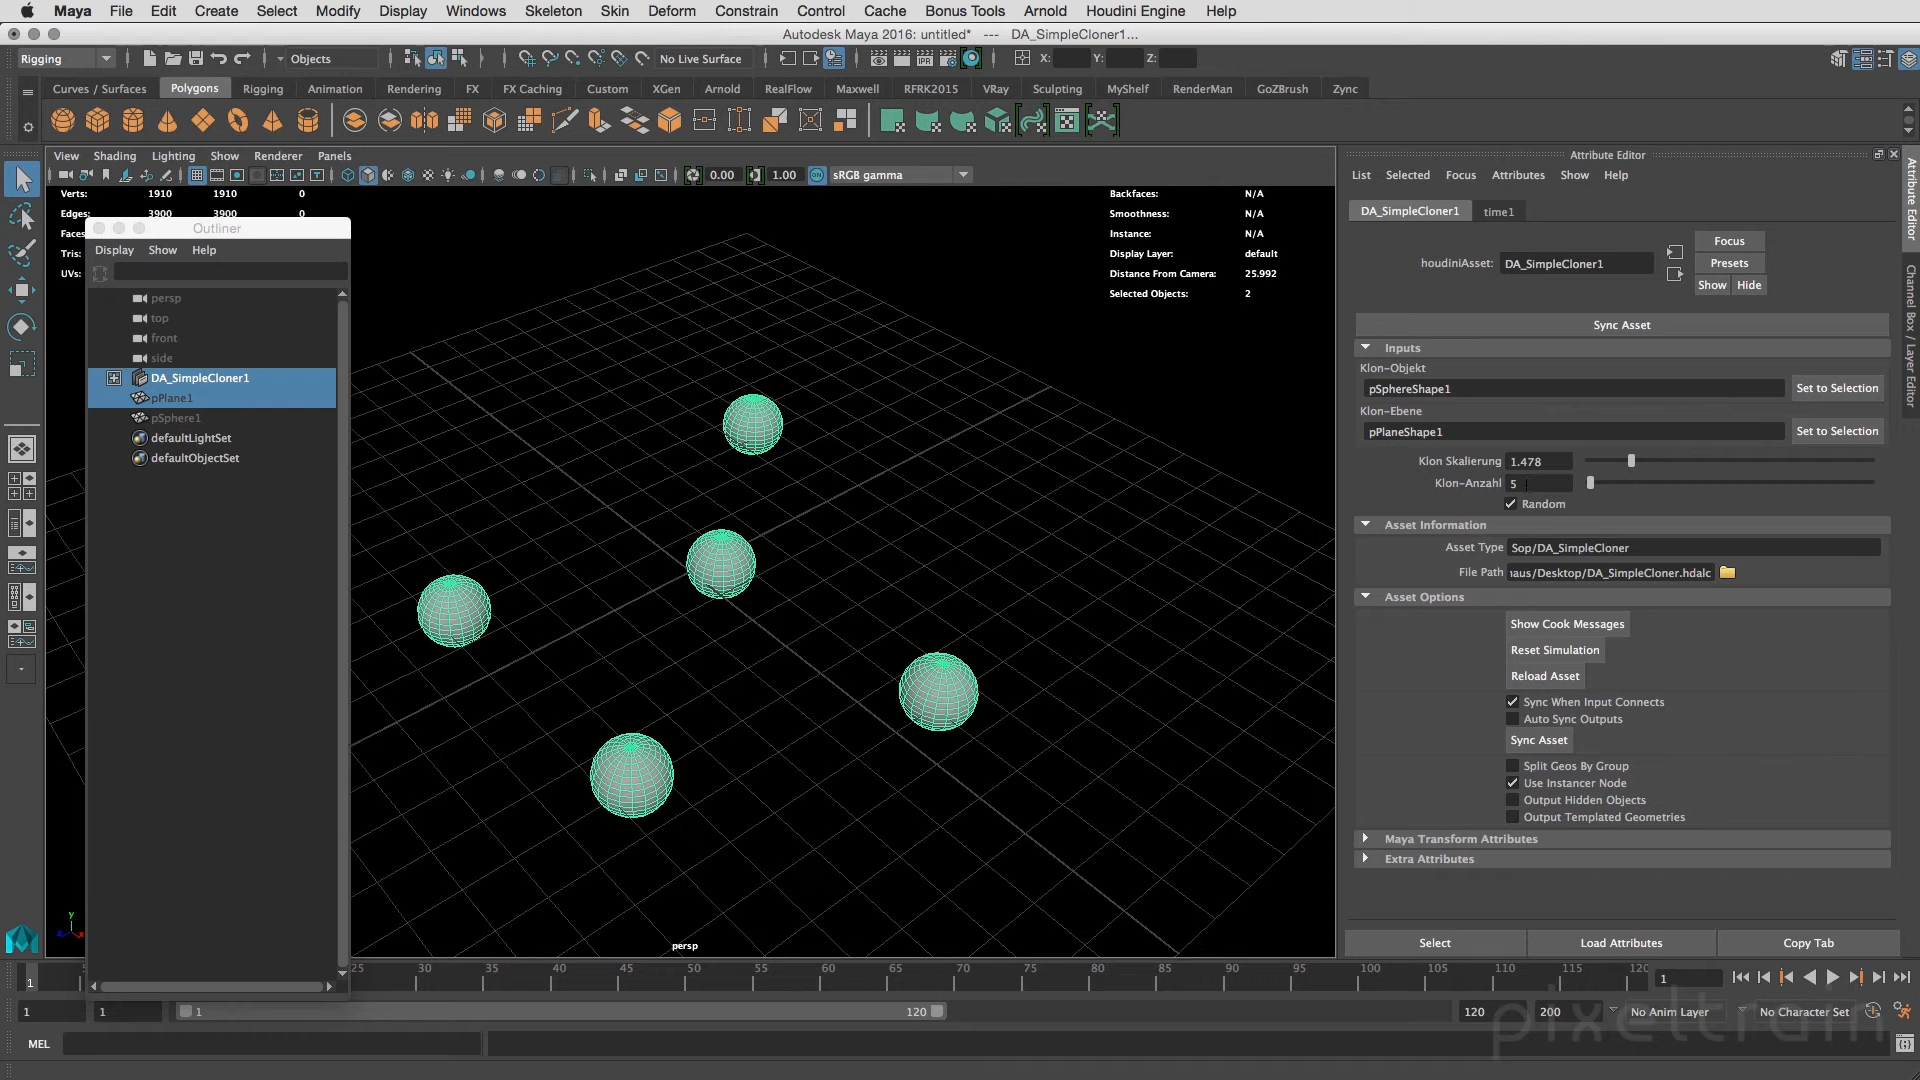 Maya File Edit Create Select Modify Display Windows Skeleton Skin Deform Constrain Control Cache Bonus Tools Arnold Houdini Engine Help
Autodesk Maya 2016: untitled* --- DA_SimpleCloner1...
Rigging Objects No Live Surface X: Y: Z:
Curves / Surfaces Polygons Rigging Animation Rendering FX FX Caching Custom XGen Arnold RealFlow Maxwell RFRK2015 VRay Sculpting MyShelf RenderMan GoZBrush Zync
View Shading Lighting Show Renderer Panels
0.00 1.00 sRGB gamma
Verts: 1910 1910 0
Edges: 3900 3900 0
Faces
Tris:
UVs:
Backfaces: N/A
Smoothness: N/A
Instance: N/A
Display Layer: default
Distance From Camera: 25.992
Selected Objects: 2
persp
Outliner
Display Show Help
persp
top
front
side
DA_SimpleCloner1
pPlane1
pSphere1
defaultLightSet
defaultObjectSet
Attribute Editor
List Selected Focus Attributes Show Help
DA_SimpleCloner1 time1
Focus
houdiniAsset: DA_SimpleCloner1 Presets
Show Hide
Sync Asset
Inputs
Klon-Objekt
pSphereShape1 Set to Selection
Klon-Ebene
pPlaneShape1 Set to Selection
Klon Skalierung 1.478
Klon-Anzahl 5
Random
Asset Information
Asset Type Sop/DA_SimpleCloner
File Path aus/Desktop/DA_SimpleCloner.hdalc
Asset Options
Show Cook Messages
Reset Simulation
Reload Asset
Sync When Input Connects
Auto Sync Outputs
Sync Asset
Split Geos By Group
Use Instancer Node
Output Hidden Objects
Output Templated Geometries
Maya Transform Attributes
Extra Attributes
Select Load Attributes Copy Tab
Attribute Editor
Channel Box / Layer Editor
1 25 30 35 40 45 50 55 60 65 70 75 80 85 90 95 100 105 110 115 120 1
1 1 1 120 120 200 No Anim Layer No Character Set
MEL
pixeltrain